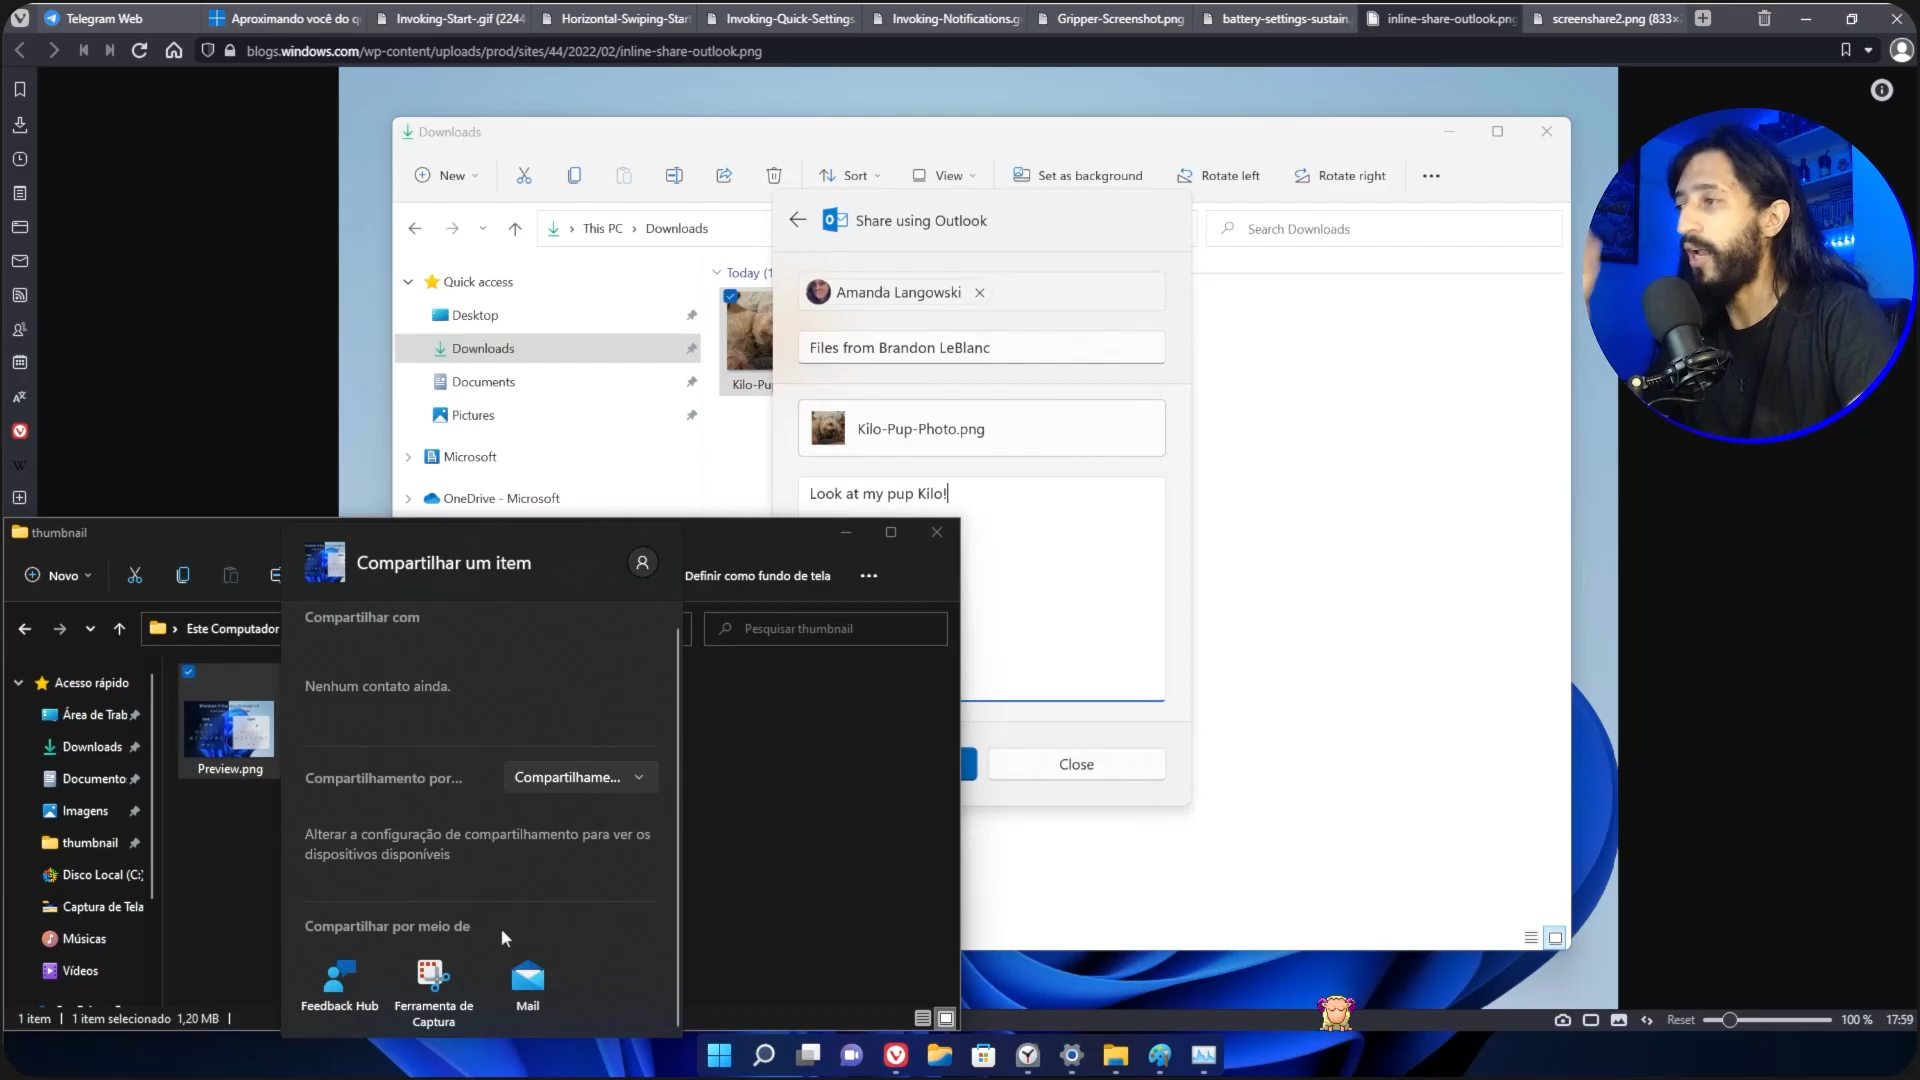 Telegram Web
Aproximando você do q
Invoking-Start-.gif (2244
Horizontal-Swiping-Star
Invoking-Quick-Settings.
Invoking-Notifications.g
Gripper-Screenshot.png
battery-settings-sustain.
inline-share-outlook.png
screenshare2.png (833×
blogs.windows.com/wp-content/uploads/prod/sites/44/2022/02/inline-share-outlook.png
Downloads
New
Sort
View
Set as background
Rotate left
Rotate right
This PC
Downloads
Search Downloads
Share using Outlook
Quick access
Today (1
Amanda Langowski
Desktop
Downloads
Files from Brandon LeBlanc
Documents
Kilo-Pu
Pictures
Kilo-Pup-Photo.png
Microsoft
OneDrive - Microsoft
Look at my pup Kilo!
Close
thumbnail
Novo
Compartilhar um item
Definir como fundo de tela
Este Computador
Compartilhar com
Pesquisar thumbnail
Nenhum contato ainda.
Acesso rápido
Área de Trab
Downloads
Documento
Imagens
thumbnail
Disco Local (C:)
Captura de Tela
Músicas
Vídeos
Preview.png
Compartilhamento por...
Compartilhame...
Alterar a configuração de compartilhamento para ver os
dispositivos disponíveis
Compartilhar por meio de
Feedback Hub
Ferramenta de
Captura
Mail
1 item
1 item selecionado 1,20 MB
Reset
100 %
17:59